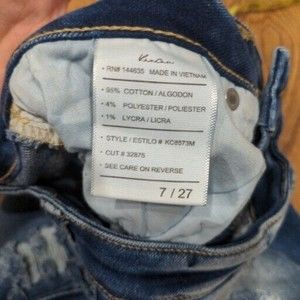 • RN# 144635 MADE IN VIETNAM
• 95% COTTON / ALGODON
• 4% POLYESTER / POLIESTER
• 1% LYCRA / LICRA
• STYLE / ESTILO # KC8573M
• CUT # 32875
• SEE CARE ON REVERSE
7 / 27